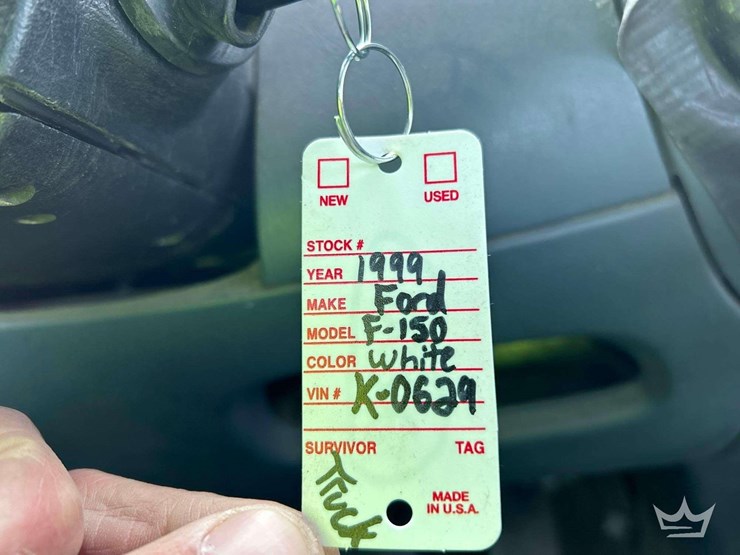 NEW USED
STOCK #
YEAR 1999
MAKE Ford
MODEL F-150
COLOR white
VIN # K-0629
SURVIVOR TAG
Truck
MADE
IN U.S.A.